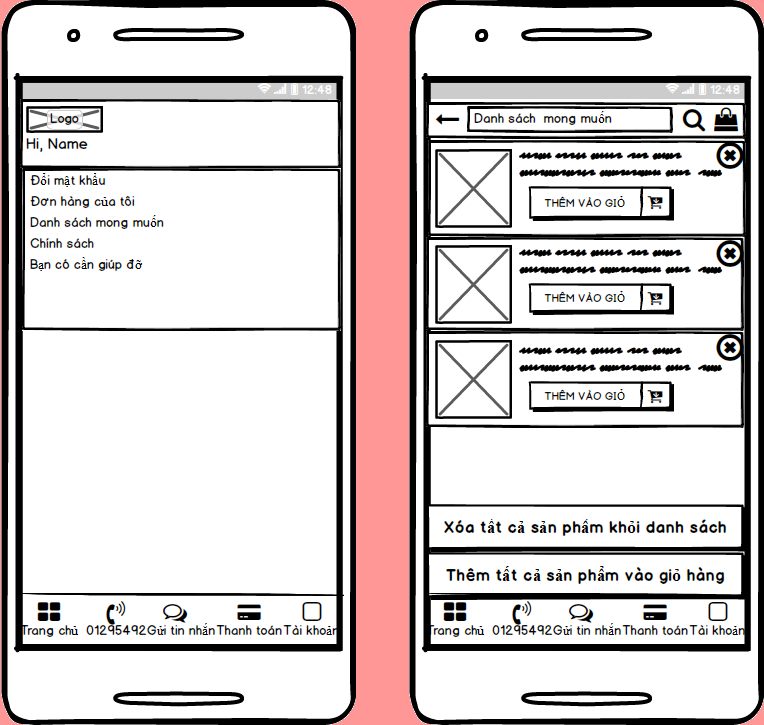 12:48
Logo
Hi, Name
Đổi mật khẩu
Đơn hàng của tôi
Danh sách mong muốn
Chính sách
Bạn có cần giúp đỡ
Trang chủ 01295492 Gửi tin nhắn Thanh toán Tài khoản
12:48
Danh sách mong muốn
THÊM VÀO GIỎ
THÊM VÀO GIỎ
THÊM VÀO GIỎ
Xóa tất cả sản phẩm khỏi danh sách
Thêm tất cả sản phẩm vào giỏ hàng
Trang chủ 01295492 Gửi tin nhắn Thanh toán Tài khoản